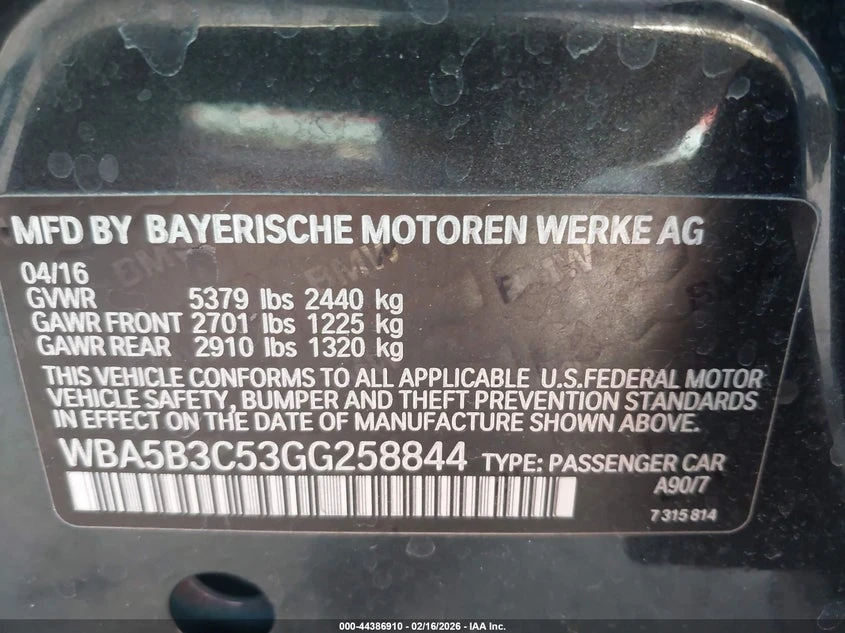 MFD BY BAYERISCHE MOTOREN WERKE AG
04/16
GVWR 5379 lbs 2440 kg
GAWR FRONT 2701 lbs 1225 kg
GAWR REAR 2910 lbs 1320 kg
THIS VEHICLE CONFORMS TO ALL APPLICABLE U.S.FEDERAL MOTOR
VEHICLE SAFETY, BUMPER AND THEFT PREVENTION STANDARDS
IN EFFECT ON THE DATE OF MANUFACTURE SHOWN ABOVE.
WBA5B3C53GG258844 TYPE: PASSENGER CAR
A90/7
7 315 814
000-44386910 - 02/16/2026 - IAA Inc.